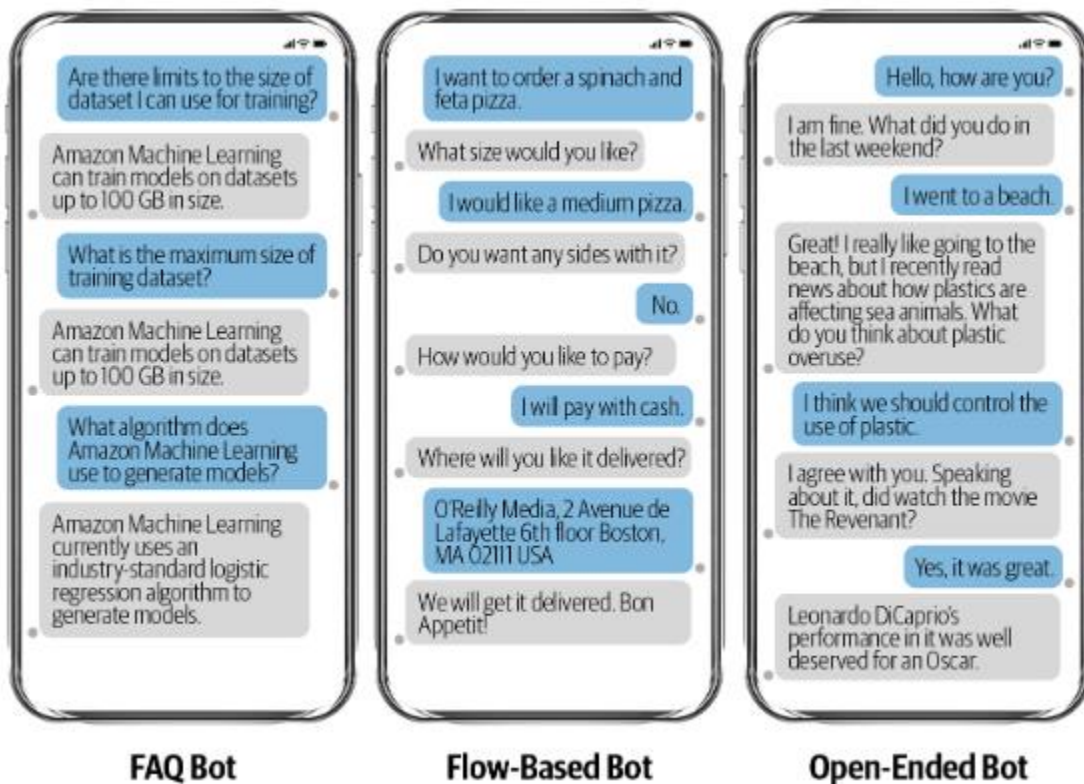 Are there limits to the size of
dataset I can use for training?
Amazon Machine Learning
can train models on datasets
up to 100 GB in size.
What is the maximum size of
training dataset?
Amazon Machine Learning
can train models on datasets
up to 100 GB in size.
What algorithm does
Amazon Machine Learning
use to generate models?
Amazon Machine Learning
currently uses an
industry-standard logistic
regression algorithm to
generate models.
FAQ Bot
I want to order a spinach and
feta pizza.
What size would you like?
I would like a medium pizza.
Do you want any sides with it?
No.
How would you like to pay?
I will pay with cash.
Where will you like it delivered?
O'Reilly Media, 2 Avenue de
Lafayette 6th floor Boston,
MA 02111 USA
We will get it delivered. Bon
Appetit!
Flow-Based Bot
Hello, how are you?
I am fine. What did you do in
the last weekend?
I went to a beach.
Great! I really like going to the
beach, but I recently read
news about how plastics are
affecting sea animals. What
do you think about plastic
overuse?
I think we should control the
use of plastic.
I agree with you. Speaking
about it, did watch the movie
The Revenant?
Yes, it was great.
Leonardo DiCaprio's
performance in it was well
deserved for an Oscar.
Open-Ended Bot